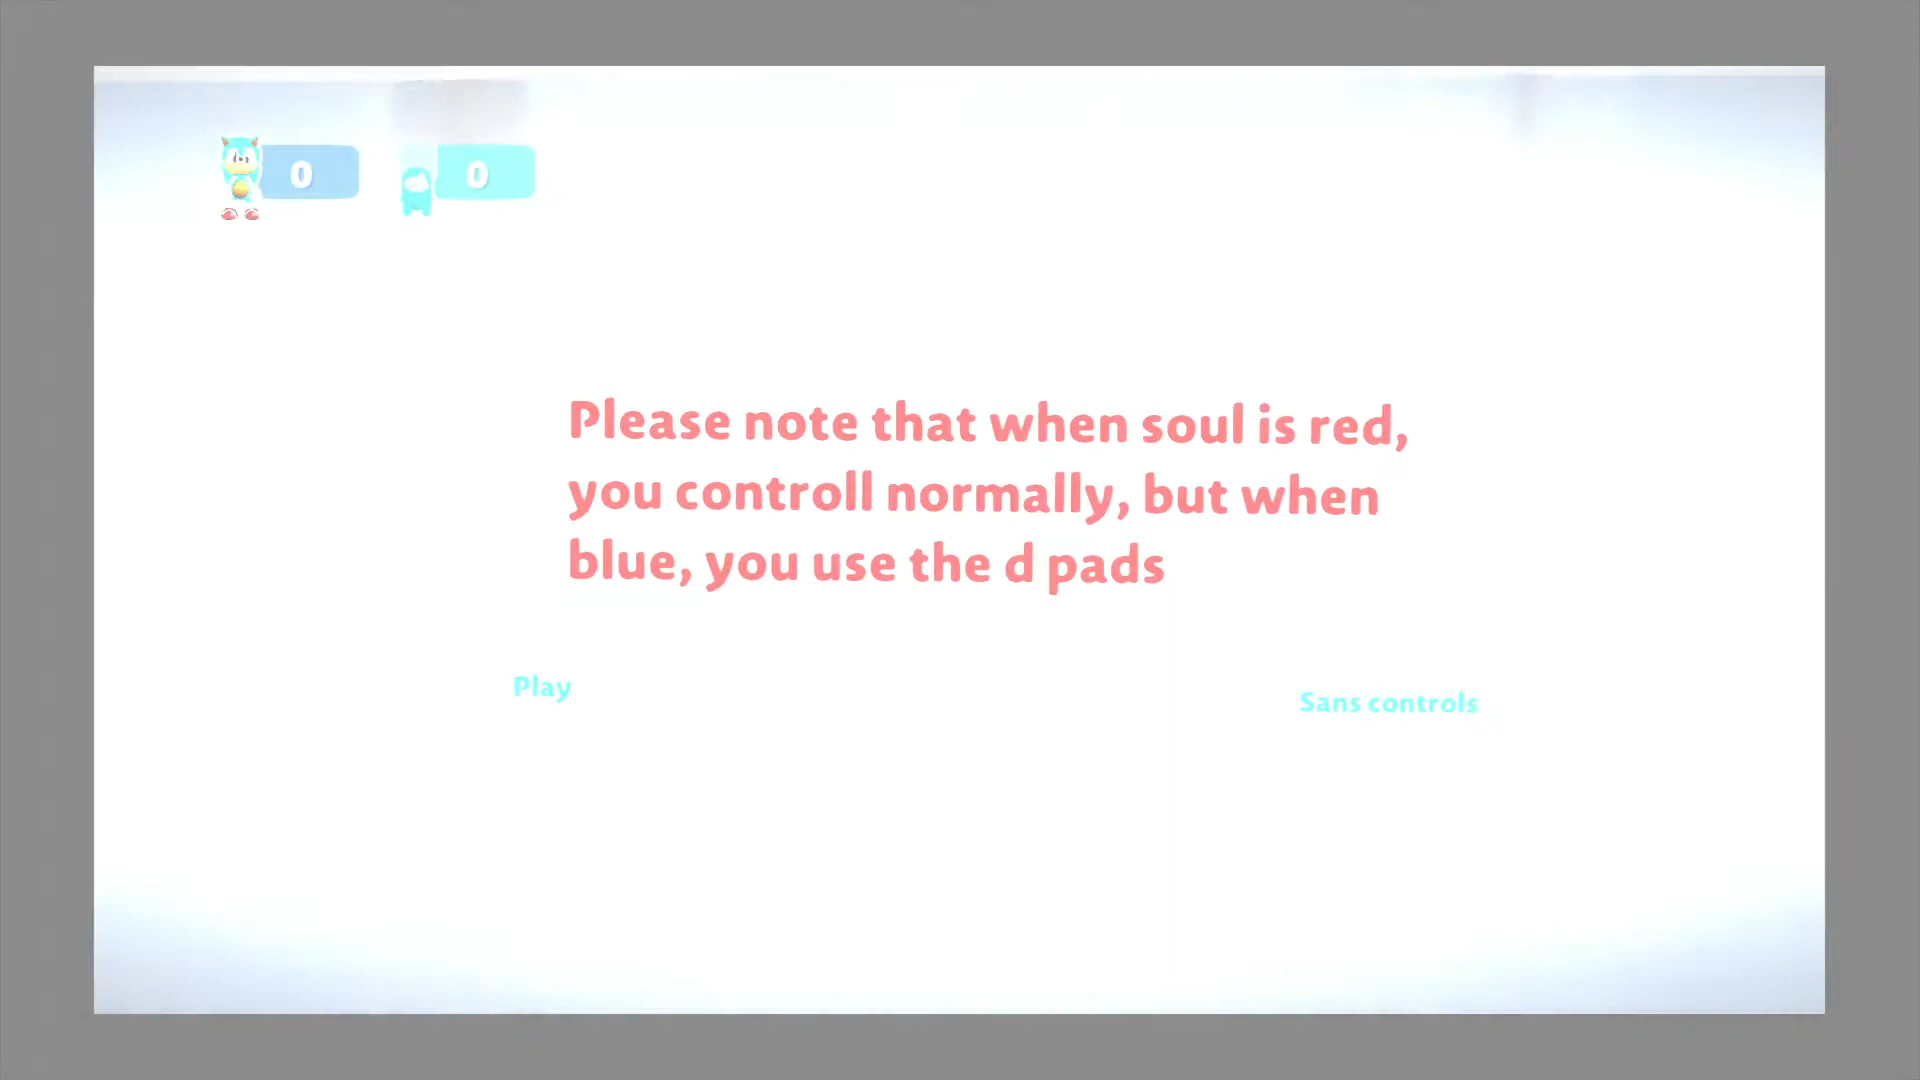 0 0
Please note that when soul is red,
you controll normally, but when
blue, you use the d pads
Play Sans controls